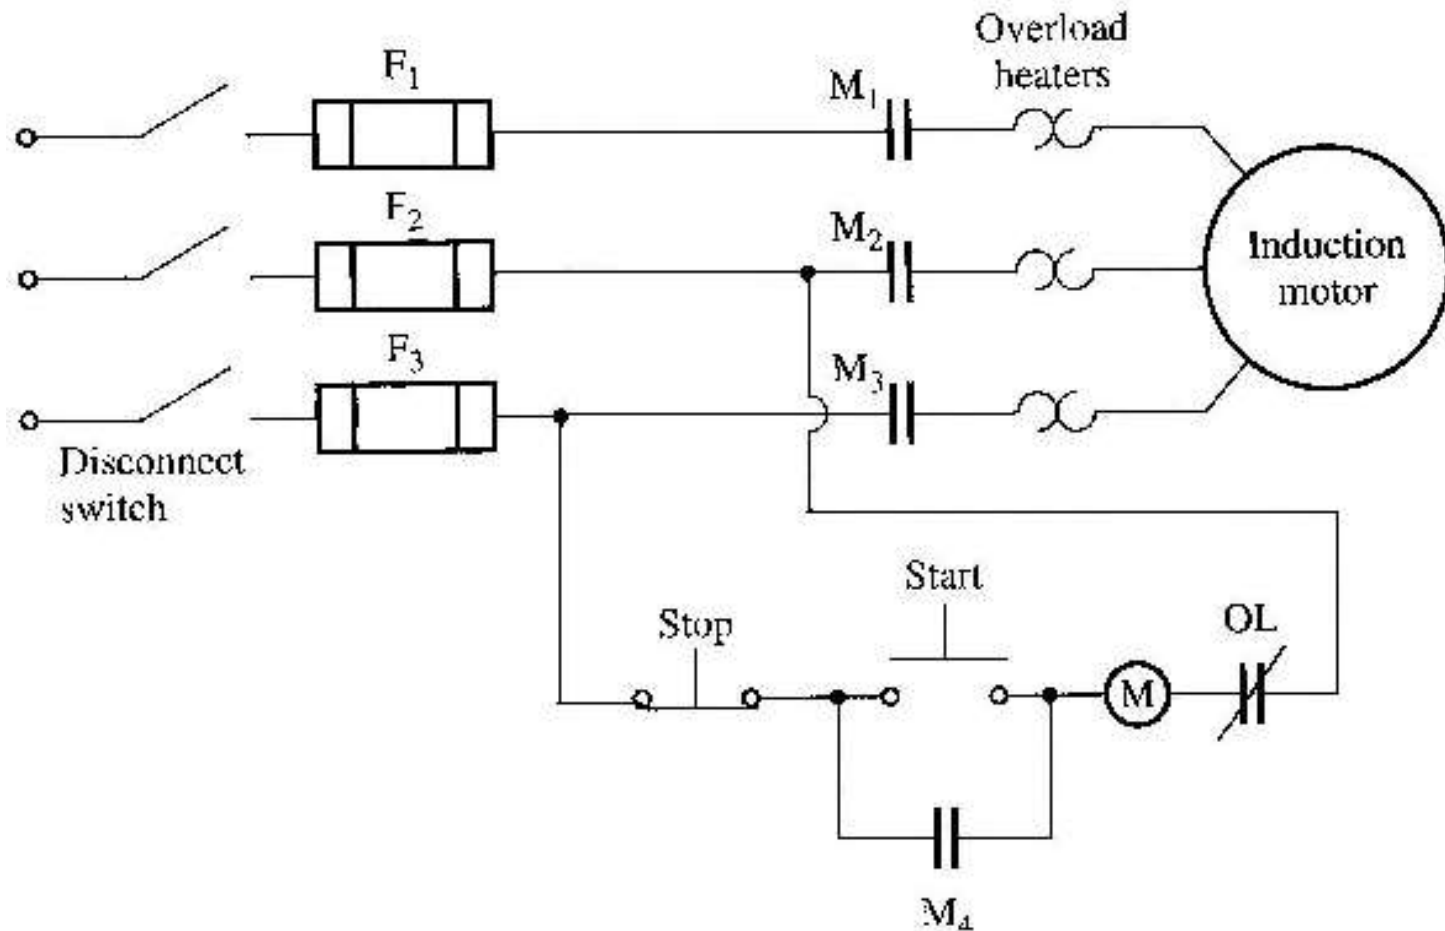 Overload
heaters
F₁
M₁
F₂
M₂
Induction
motor
F₃
M₃
Disconnect
switch
Start
Stop
OL
M
M₄